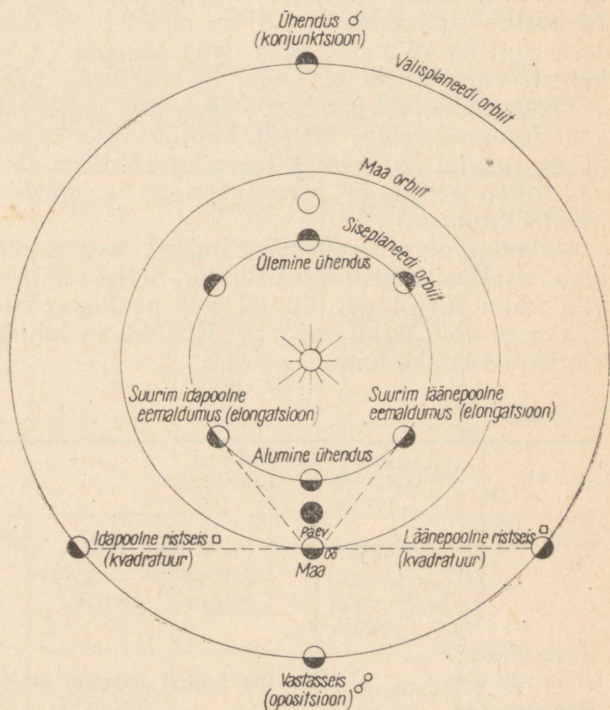 Ühendus ☌
(konjunktsioon)
Välisplaneedi orbiit
Maa orbiit
Siseplaneedi orbiit
Ülemine ühendus
Suurim idapoolne
eemaldumus (elongatsioon)
Suurim läänepoolne
eemaldumus (elongatsioon)
Alumine ühendus
Päev
Öö
Maa
Idapoolne ristseis □
(kvadratuur)
Läänepoolne ristseis □
(kvadratuur)
Vastasseis ☍
(opositsioon)